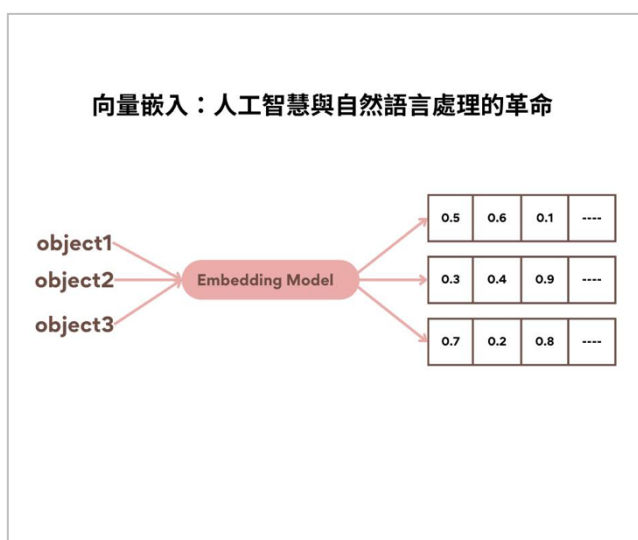 向量嵌入：人工智慧與自然語言處理的革命
object1
object2
object3
Embedding Model
0.5 0.6 0.1 ----
0.3 0.4 0.9 ----
0.7 0.2 0.8 ----